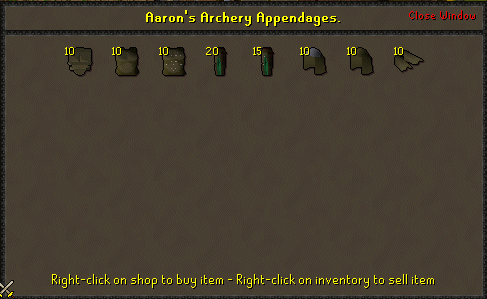 Aaron's Archery Appendages.
Close Window
10 10 10 20 15 10 10 10
Right-click on shop to buy item - Right-click on inventory to sell item